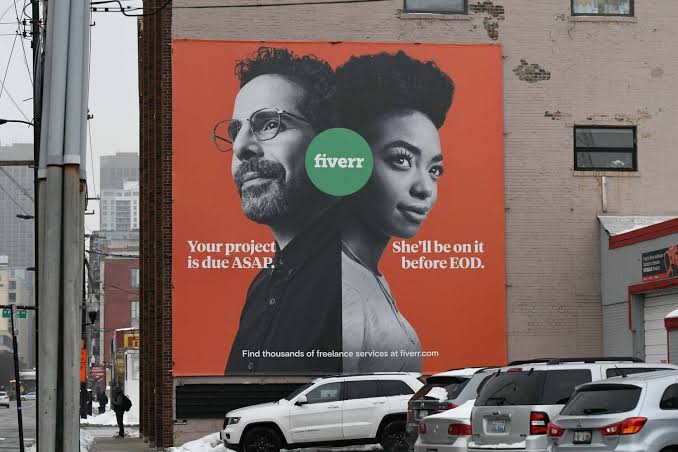 fiverr
Your project
is due ASAP.
She'll be on it
before EOD.
Find thousands of freelance services at fiverr.com